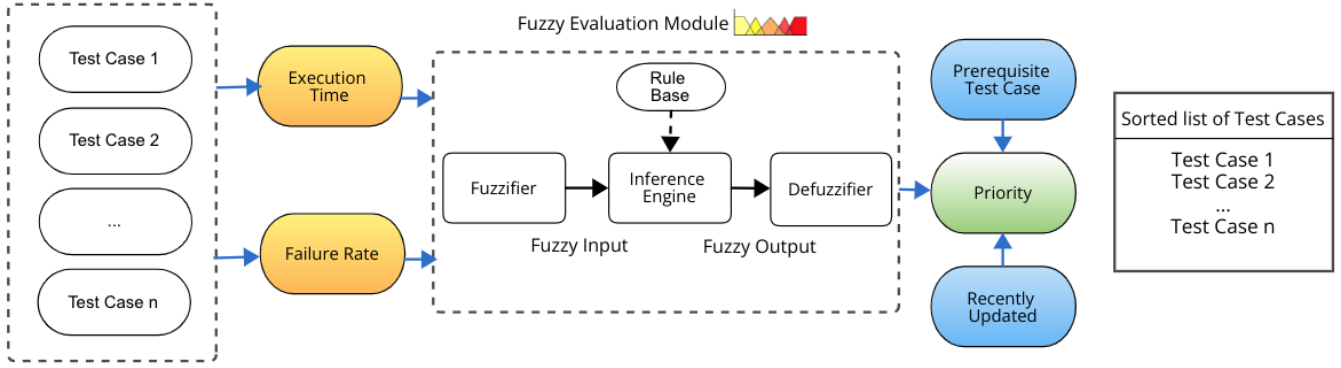 Test Case 1
Test Case 2
...
Test Case n
Execution
Time
Failure Rate
Fuzzy Evaluation Module
Rule
Base
Fuzzifier
Inference
Engine
Defuzzifier
Fuzzy Input
Fuzzy Output
Prerequisite
Test Case
Priority
Recently
Updated
Sorted list of Test Cases
Test Case 1
Test Case 2
...
Test Case n